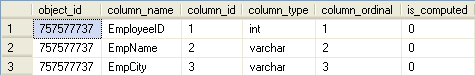 object_id column_name column_id column_type column_ordinal is_computed
1 757577737 EmployeeID 1 int 1 0
2 757577737 EmpName 2 varchar 2 0
3 757577737 EmpCity 3 varchar 3 0